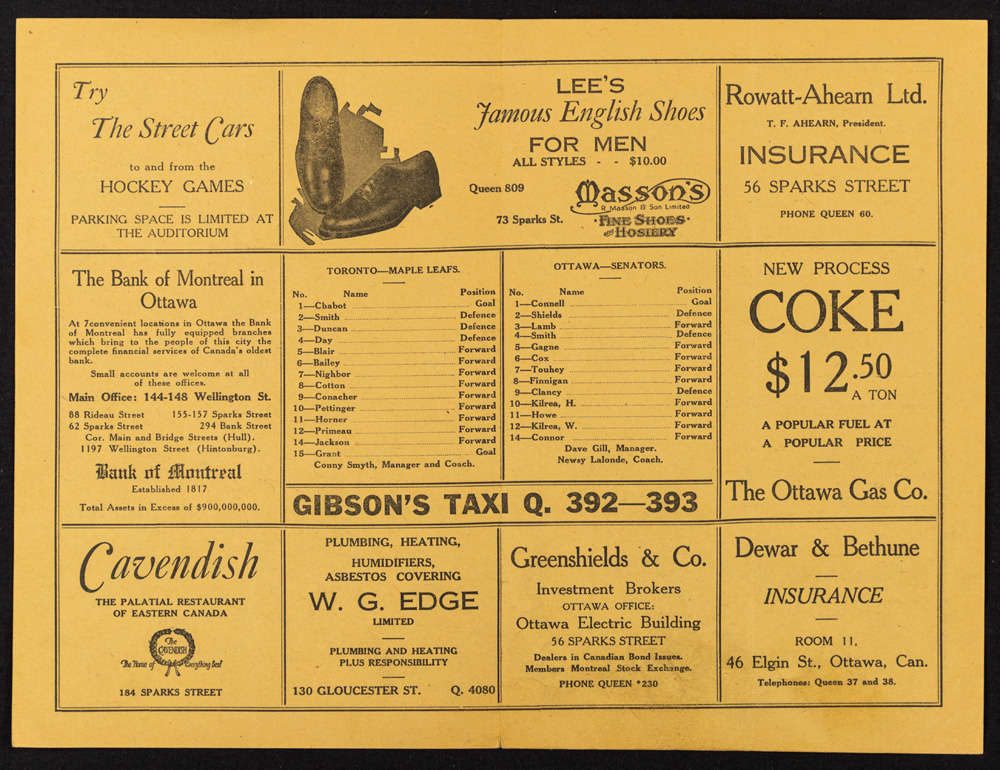 Try
The Street Cars
to and from the
HOCKEY GAMES
PARKING SPACE IS LIMITED AT
THE AUDITORIUM
LEE'S
Famous English Shoes
FOR MEN
ALL STYLES - - $10.00
Queen 809
73 Sparks St.
Masson's
R. Masson & Son Limited
FINE SHOES
AND HOSIERY
Rowatt-Ahearn Ltd.
T. F. AHEARN, President.
INSURANCE
56 SPARKS STREET
PHONE QUEEN 60.
The Bank of Montreal in
Ottawa
At 7convenient locations in Ottawa the Bank
of Montreal has fully equipped branches
which bring to the people of this city the
complete financial services of Canada's oldest
bank.
Small accounts are welcome at all
of these offices.
Main Office: 144-148 Wellington St.
88 Rideau Street 155-157 Sparks Street
62 Sparks Street 294 Bank Street
Cor. Main and Bridge Streets (Hull).
1197 Wellington Street (Hintonburg).
Bank of Montreal
Established 1817
Total Assets in Excess of $900,000,000.
TORONTO—MAPLE LEAFS.
No. Name Position
1—Chabot Goal
2—Smith Defence
3—Duncan Defence
4—Day Defence
5—Blair Forward
6—Bailey Forward
7—Nighbor Forward
8—Cotton Forward
9—Conacher Forward
10—Pettinger Forward
11—Horner Forward
12—Primeau Forward
14—Jackson Forward
15—Grant Goal
Conny Smyth, Manager and Coach.
OTTAWA—SENATORS.
No. Name Position
1—Connell Goal
2—Shields Defence
3—Lamb Forward
4—Smith Defence
5—Gagne Forward
6—Cox Forward
7—Touhey Forward
8—Finnigan Forward
9—Clancy Defence
10—Kilrea, H. Forward
11—Howe Forward
12—Kilrea, W. Forward
14—Connor Forward
Dave Gill, Manager.
Newsy Lalonde, Coach.
GIBSON'S TAXI Q. 392—393
NEW PROCESS
COKE
$12.50
A TON
A POPULAR FUEL AT
A POPULAR PRICE
The Ottawa Gas Co.
Cavendish
THE PALATIAL RESTAURANT
OF EASTERN CANADA
The
CAVENDISH
The Home of Everything Best
184 SPARKS STREET
PLUMBING, HEATING,
HUMIDIFIERS,
ASBESTOS COVERING
W. G. EDGE
LIMITED
PLUMBING AND HEATING
PLUS RESPONSIBILITY
130 GLOUCESTER ST. Q. 4080
Greenshields & Co.
Investment Brokers
OTTAWA OFFICE:
Ottawa Electric Building
56 SPARKS STREET
Dealers in Canadian Bond Issues.
Members Montreal Stock Exchange.
PHONE QUEEN *230
Dewar & Bethune
INSURANCE
ROOM 11,
46 Elgin St., Ottawa, Can.
Telephones: Queen 37 and 38.